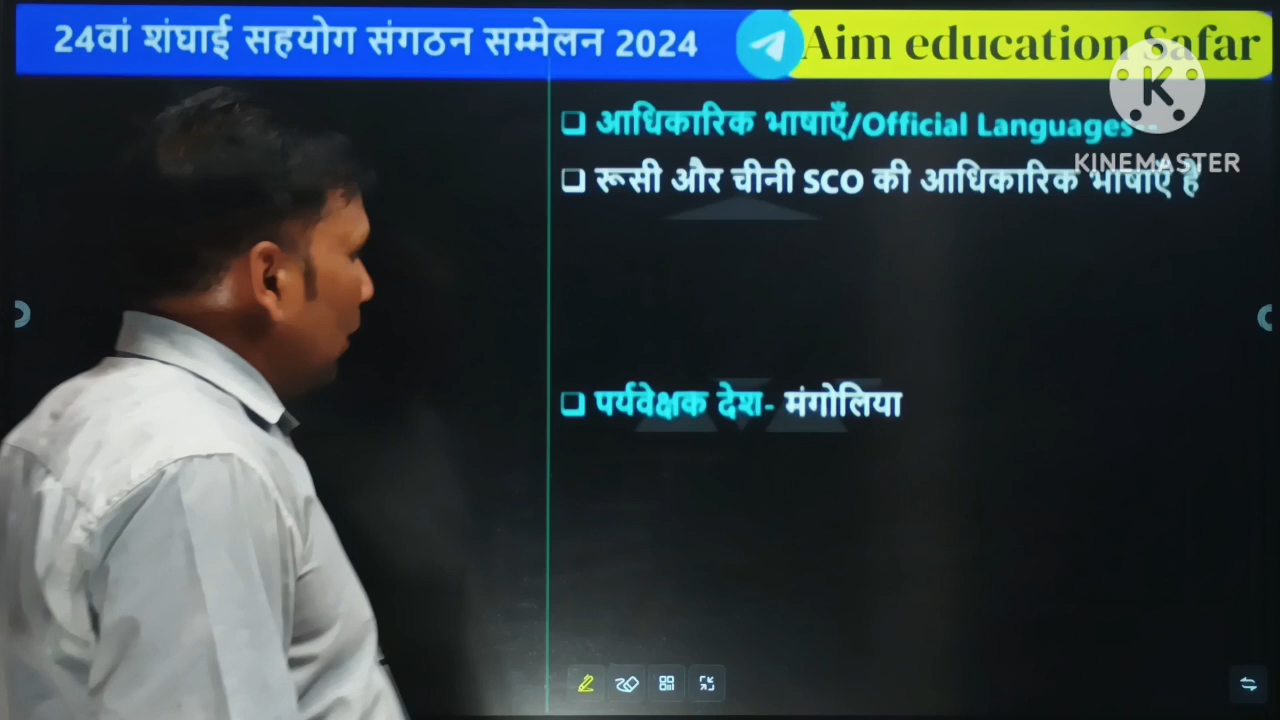 24वां शंघाई सहयोग संगठन सम्मेलन 2024
Aim education Safar
K
KINEMASTER
❑ आधिकारिक भाषाएँ/Official Languages -
❑ रूसी और चीनी SCO की आधिकारिक भाषाएँ हैं
❑ पर्यवेक्षक देश- मंगोलिया